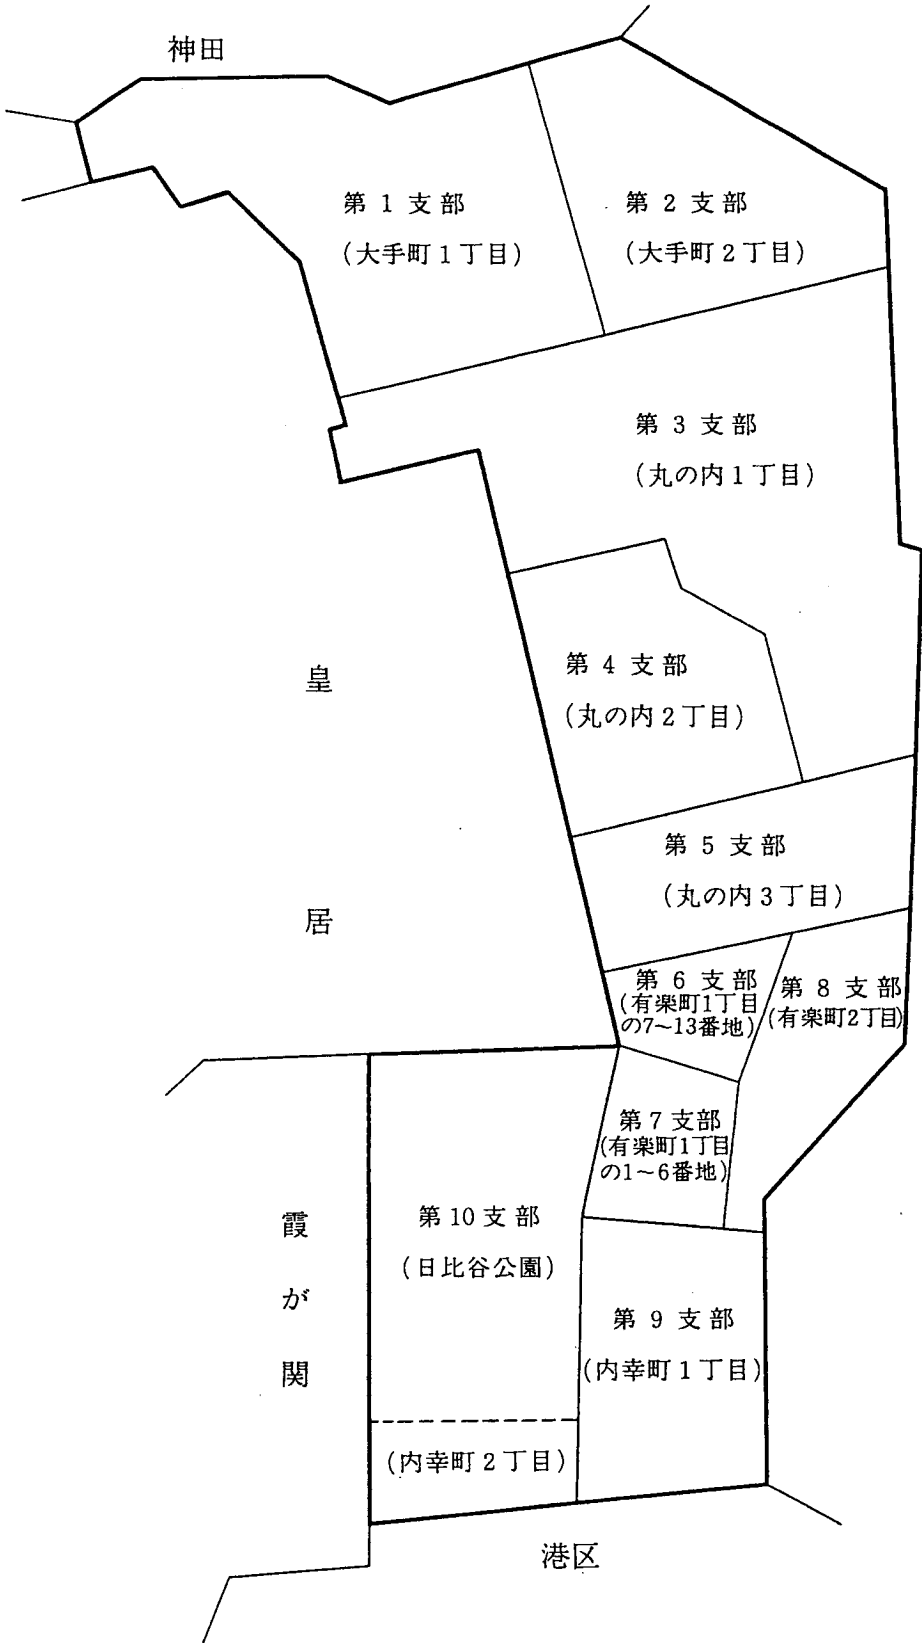 神田
第 1 支部
(大手町1丁目)
第 2 支部
(大手町2丁目)
第 3 支部
(丸の内1丁目)
第 4 支部
(丸の内2丁目)
皇居
第 5 支部
(丸の内3丁目)
第 6 支部
(有楽町1丁目
の7~13番地)
第 8 支部
(有楽町2丁目)
第7支部
(有楽町1丁目
の1~6番地)
第10支部
(日比谷公園)
霞が関
第 9 支部
(内幸町1丁目)
(内幸町2丁目)
港区